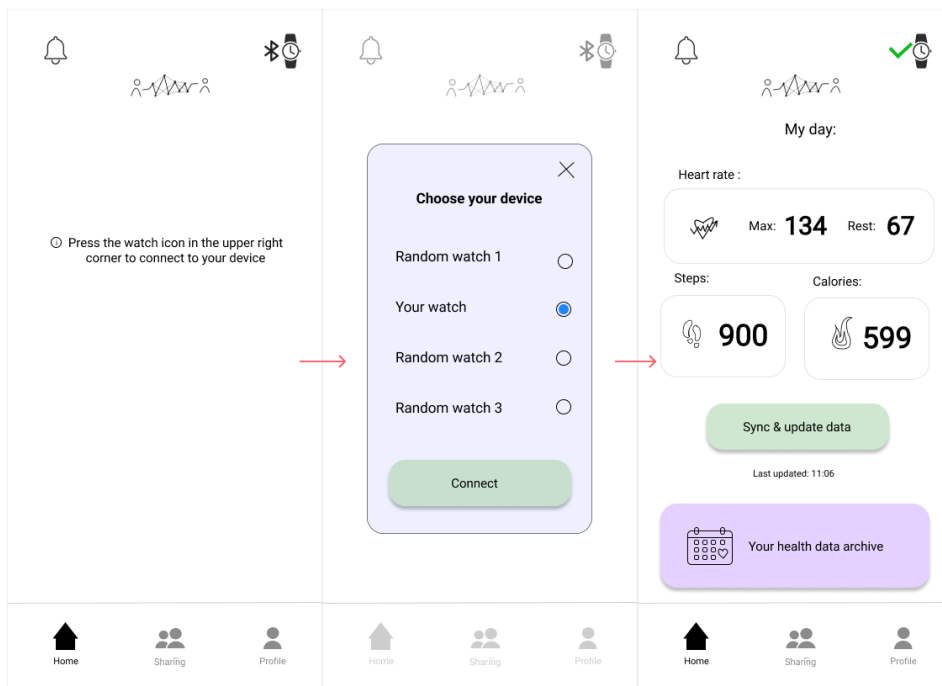 Press the watch icon in the upper right
corner to connect to your device
Home
Sharing
Profile
Choose your device
Random watch 1
Your watch
Random watch 2
Random watch 3
Connect
Home
Sharing
Profile
My day:
Heart rate :
Max: 134 Rest: 67
Steps:
Calories:
900
599
Sync & update data
Last updated: 11:06
Your health data archive
Home
Sharing
Profile